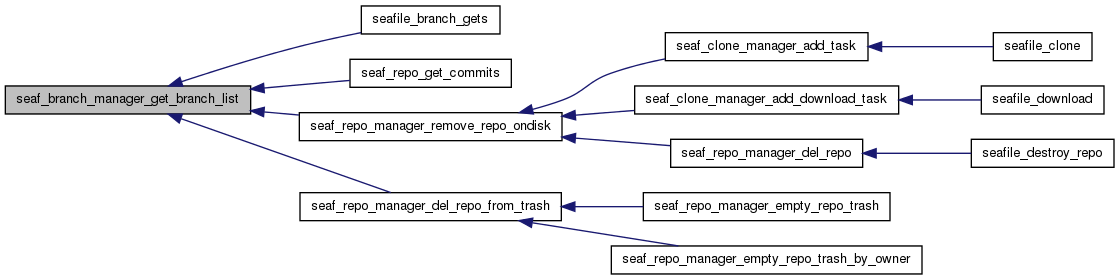 seafile_branch_gets
seaf_clone_manager_add_task
seafile_clone
seaf_repo_get_commits
seaf_branch_manager_get_branch_list
seaf_clone_manager_add_download_task
seafile_download
seaf_repo_manager_remove_repo_ondisk
seaf_repo_manager_del_repo
seafile_destroy_repo
seaf_repo_manager_del_repo_from_trash
seaf_repo_manager_empty_repo_trash
seaf_repo_manager_empty_repo_trash_by_owner